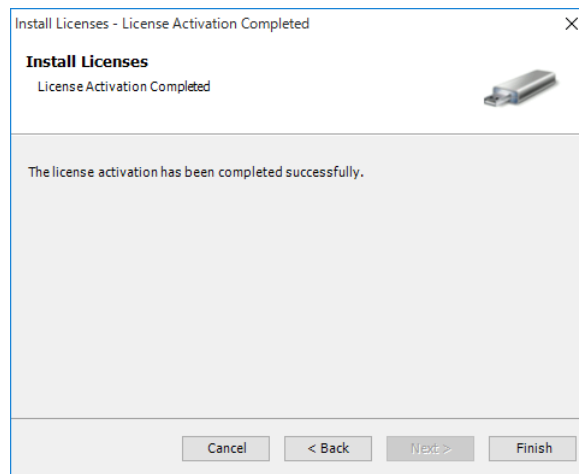 Install Licenses - License Activation Completed
Install Licenses
License Activation Completed
The license activation has been completed successfully.
Cancel
< Back
Next >
Finish